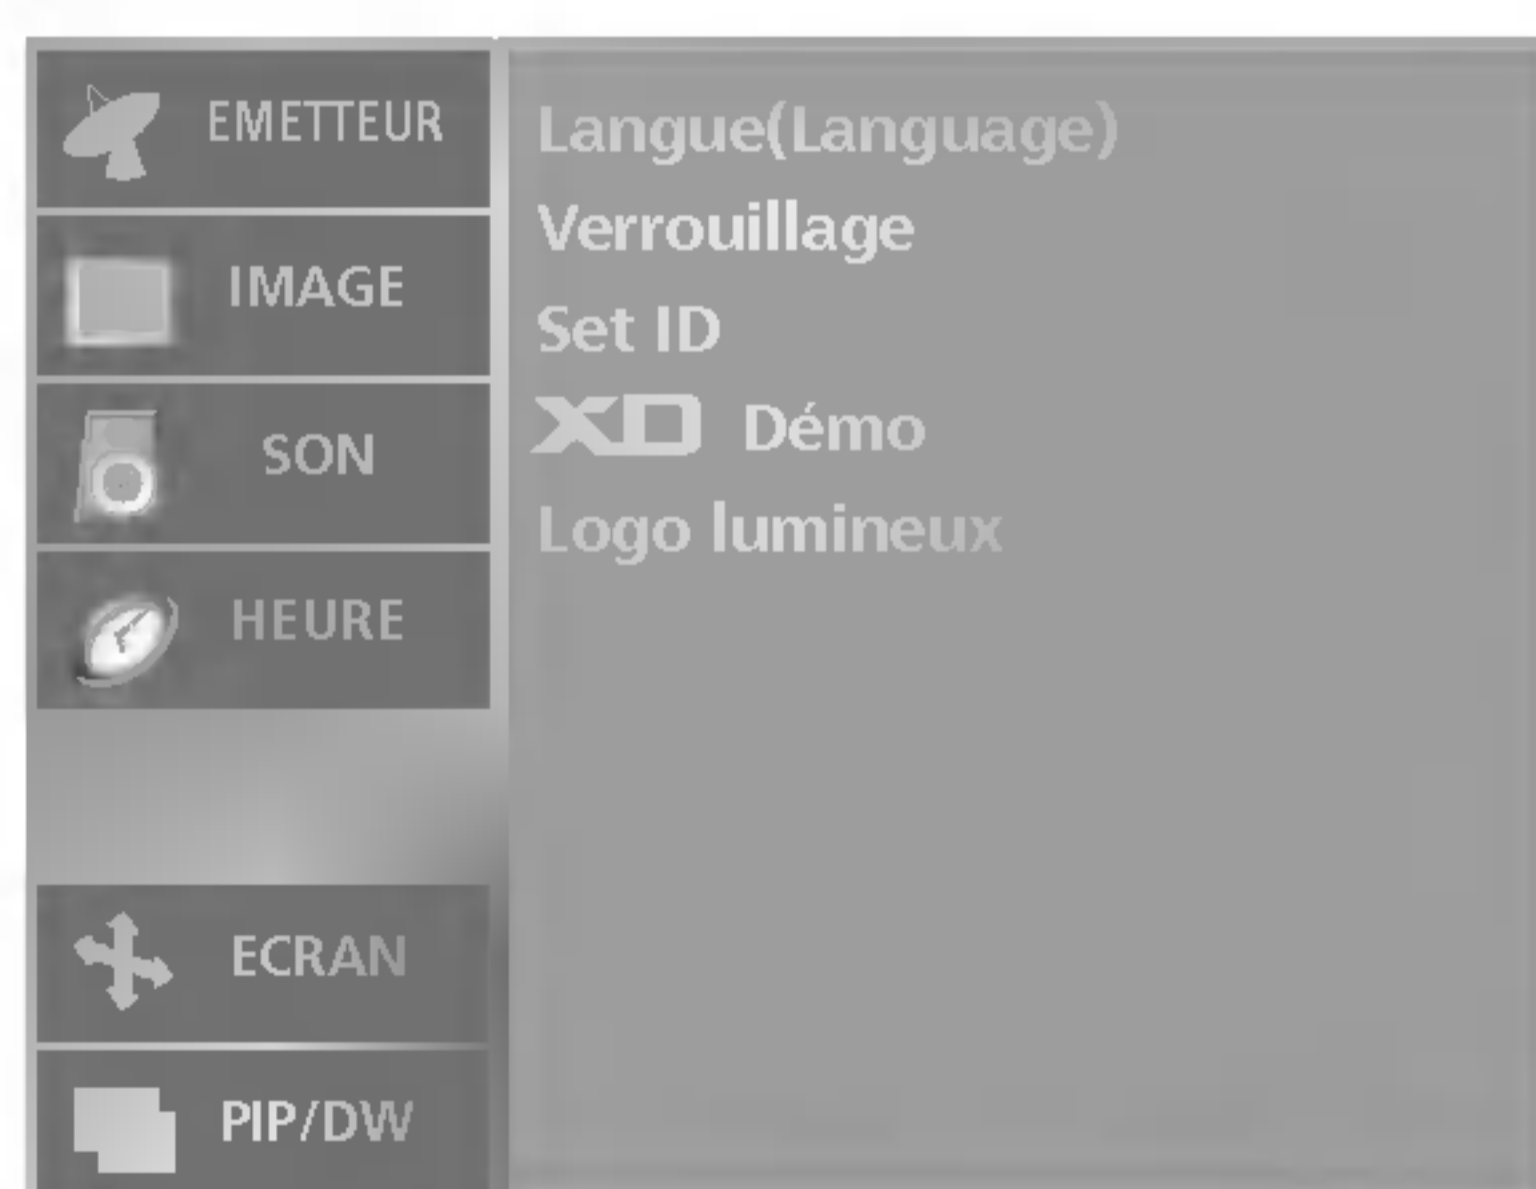 EMETTEUR
IMAGE
SON
HEURE
ECRAN
PIP/DW
Langue(Language)
Verrouillage
Set ID
XD Démo
Logo lumineux